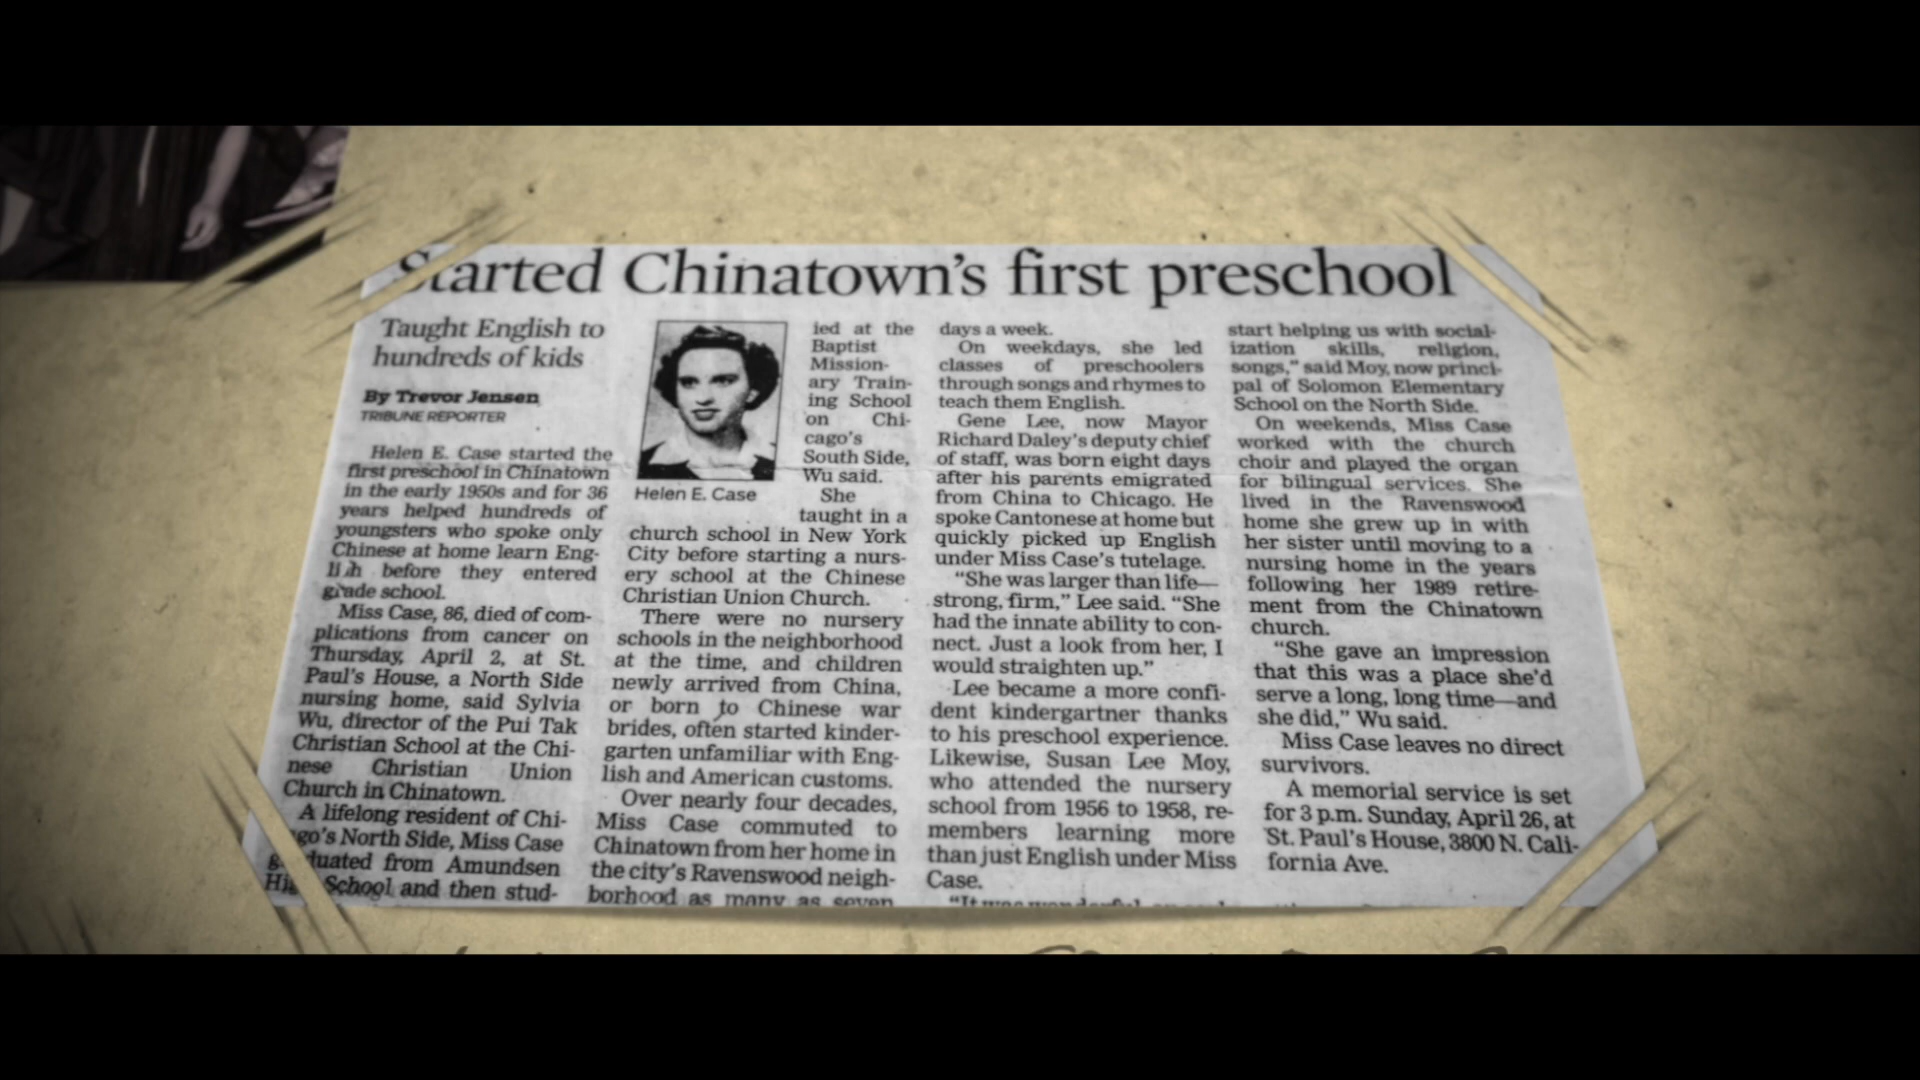 Started Chinatown's first preschool
Taught English to
hundreds of kids
By Trevor Jensen
TRIBUNE REPORTER
Helen E. Case started the
first preschool in Chinatown
in the early 1950s and for 36
years helped hundreds of
youngsters who spoke only
Chinese at home learn Eng-
lish before they entered
grade school.
Miss Case, 86, died of com-
plications from cancer on
Thursday, April 2, at St.
Paul's House, a North Side
nursing home, said Sylvia
Wu, director of the Pui Tak
Christian School at the Chi-
nese Christian Union
Church in Chinatown.
A lifelong resident of Chi-
cago's North Side, Miss Case
graduated from Amundsen
High School and then stud-
Helen E. Case
ied at the
Baptist
Mission-
ary Train-
ing School
on Chi-
cago's
South Side,
Wu said.
She
taught in a
church school in New York
City before starting a nurs-
ery school at the Chinese
Christian Union Church.
There were no nursery
schools in the neighborhood
at the time, and children
newly arrived from China,
or born to Chinese war
brides, often started kinder-
garten unfamiliar with Eng-
lish and American customs.
Over nearly four decades,
Miss Case commuted to
Chinatown from her home in
the city's Ravenswood neigh-
borhood as many as seven
days a week.
On weekdays, she led
classes of preschoolers
through songs and rhymes to
teach them English.
Gene Lee, now Mayor
Richard Daley's deputy chief
of staff, was born eight days
after his parents emigrated
from China to Chicago. He
spoke Cantonese at home but
quickly picked up English
under Miss Case's tutelage.
"She was larger than life—
strong, firm," Lee said. "She
had the innate ability to con-
nect. Just a look from her, I
would straighten up."
Lee became a more confi-
dent kindergartner thanks
to his preschool experience.
Likewise, Susan Lee Moy,
who attended the nursery
school from 1956 to 1958, re-
members learning more
than just English under Miss
Case.
"It was wonderful
start helping us with social-
ization skills, religion,
songs," said Moy, now princi-
pal of Solomon Elementary
School on the North Side.
On weekends, Miss Case
worked with the church
choir and played the organ
for bilingual services. She
lived in the Ravenswood
home she grew up in with
her sister until moving to a
nursing home in the years
following her 1989 retire-
ment from the Chinatown
church.
"She gave an impression
that this was a place she'd
serve a long, long time—and
she did," Wu said.
Miss Case leaves no direct
survivors.
A memorial service is set
for 3 p.m. Sunday, April 26, at
St. Paul's House, 3800 N. Cali-
fornia Ave.